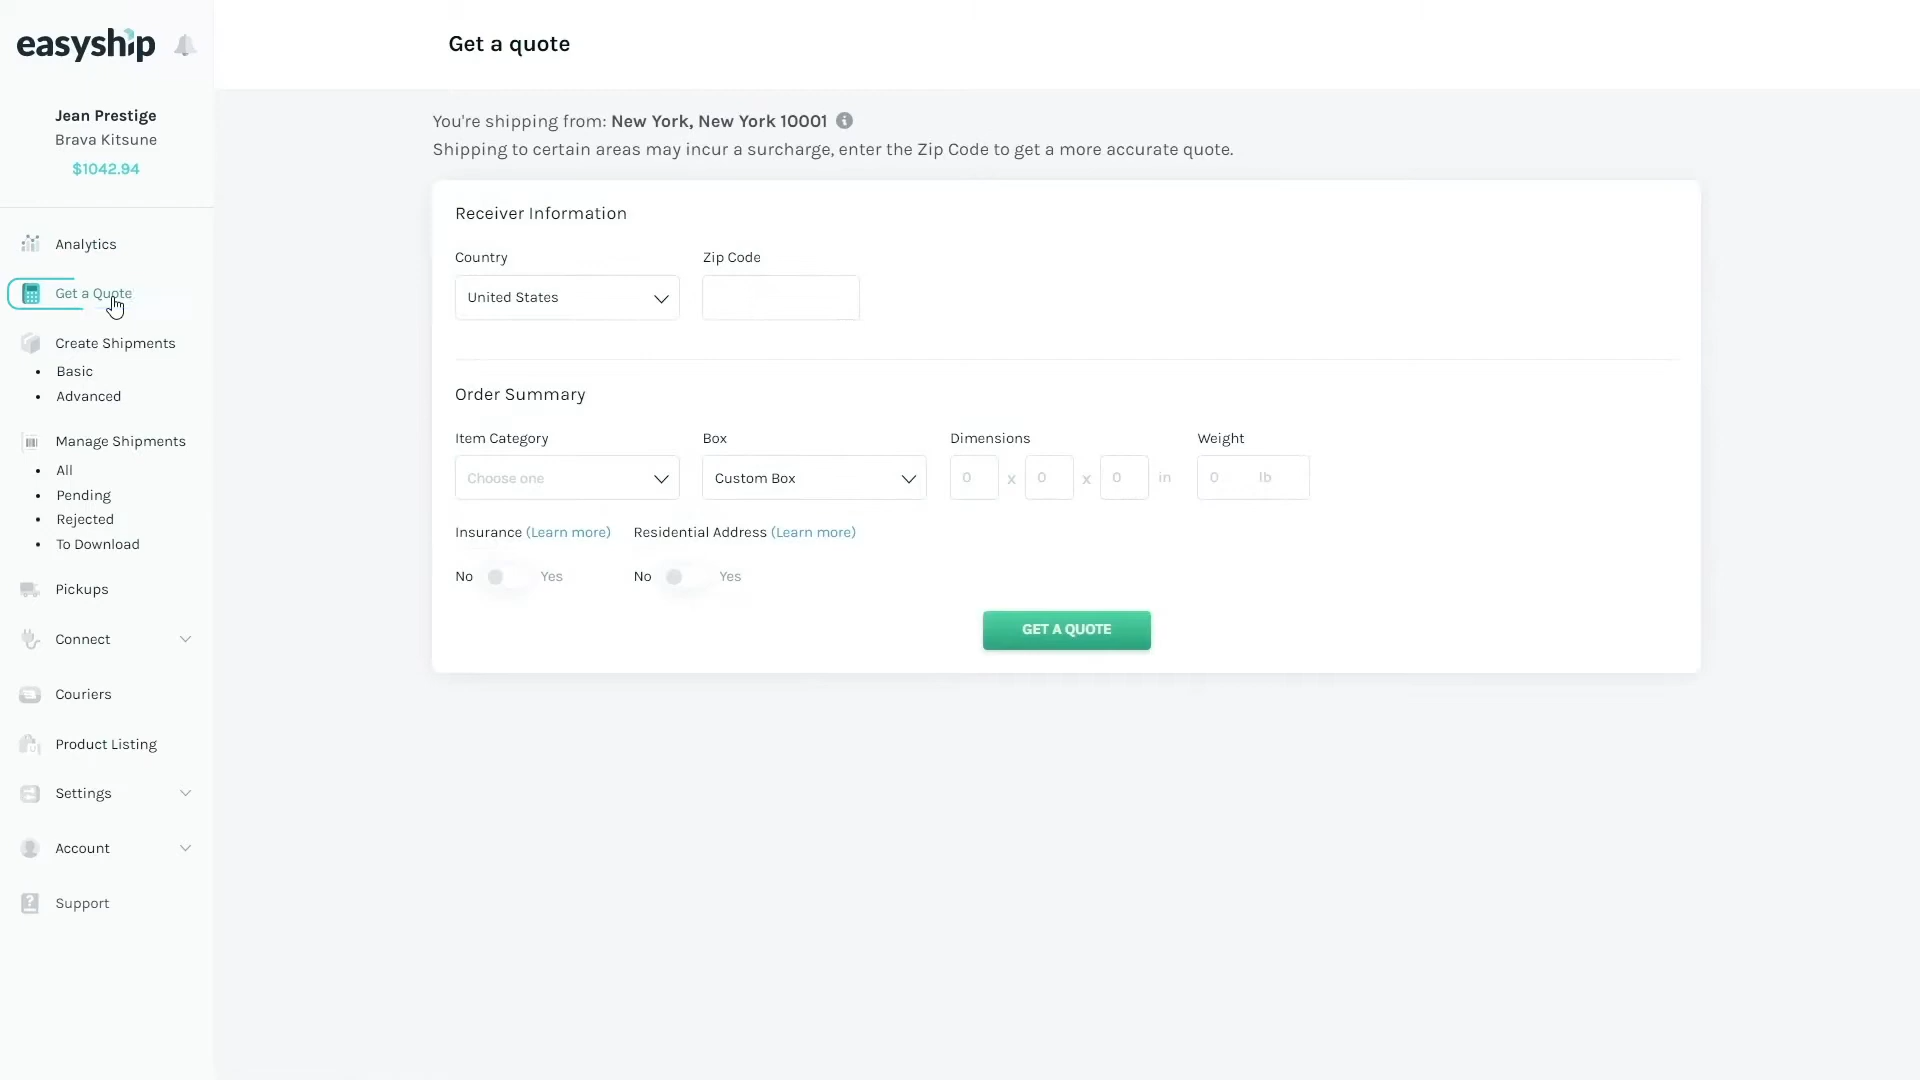 easyship
Get a quote
Jean Prestige
Brava Kitsune
$1042.94
Analytics
Get a Quote
Create Shipments
Basic
Advanced
Manage Shipments
All
Pending
Rejected
To Download
Pickups
Connect
Couriers
Product Listing
Settings
Account
Support
You're shipping from: New York, New York 10001
Shipping to certain areas may incur a surcharge, enter the Zip Code to get a more accurate quote.
Receiver Information
Country Zip Code
United States
Order Summary
Item Category Box Dimensions Weight
Choose one Custom Box 0 x 0 x 0 in 0 lb
Insurance (Learn more) Residential Address (Learn more)
No Yes No Yes
GET A QUOTE